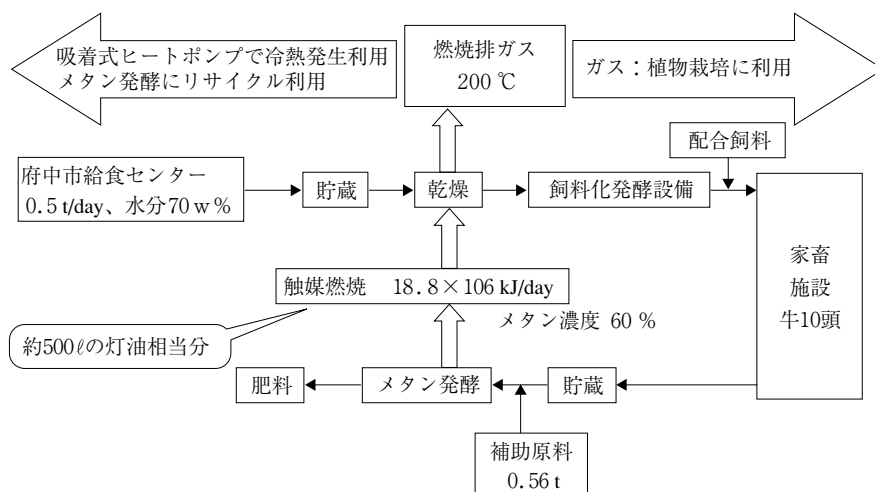 吸着式ヒートポンプで冷熱発生利用
メタン発酵にリサイクル利用
燃焼排ガス
200 ℃
ガス：植物栽培に利用
配合飼料
府中市給食センター
0.5 t/day、水分70 w%
貯蔵
乾燥
飼料化発酵設備
家畜
施設
牛10頭
触媒燃焼 18.8×106 kJ/day
メタン濃度 60 %
約500ℓの灯油相当分
肥料
メタン発酵
貯蔵
補助原料
0.56 t